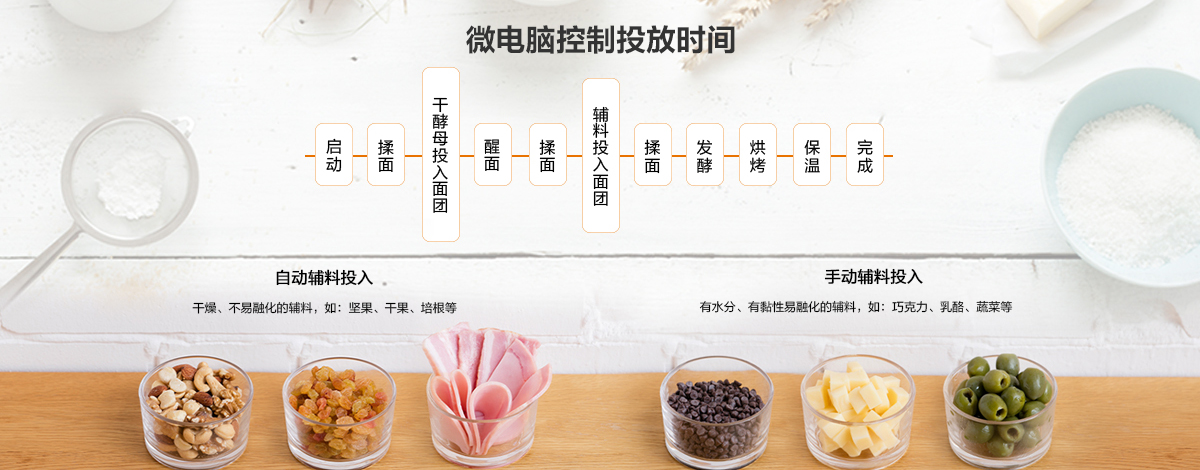 微电脑控制投放时间
启动
揉面
干酵母投入面团
醒面
揉面
辅料投入面团
揉面
发酵
烘烤
保温
完成
自动辅料投入
干燥、不易融化的辅料，如：坚果、干果、培根等
手动辅料投入
有水分、有黏性易融化的辅料，如：巧克力、乳酪、蔬菜等